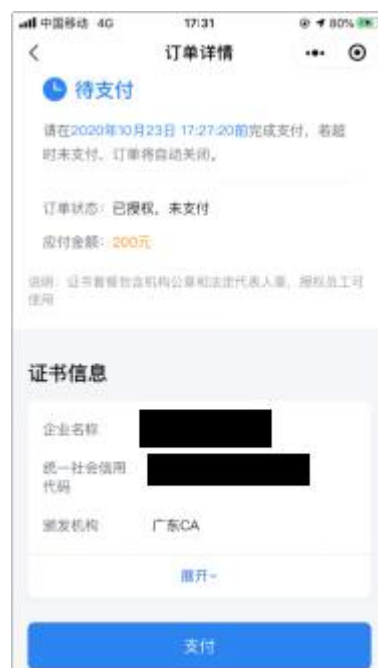 中国移动 4G 17:31 80%
订单详情
待支付
请在2020年10月23日 17:27:20前完成支付，若超
时未支付，订单将自动关闭。
订单状态：已授权，未支付
应付金额：200元
说明：证书套餐包含机构公章和法定代表人章，授权员工可
使用
证书信息
企业名称
统一社会信用
代码
颁发机构 广东CA
展开
支付